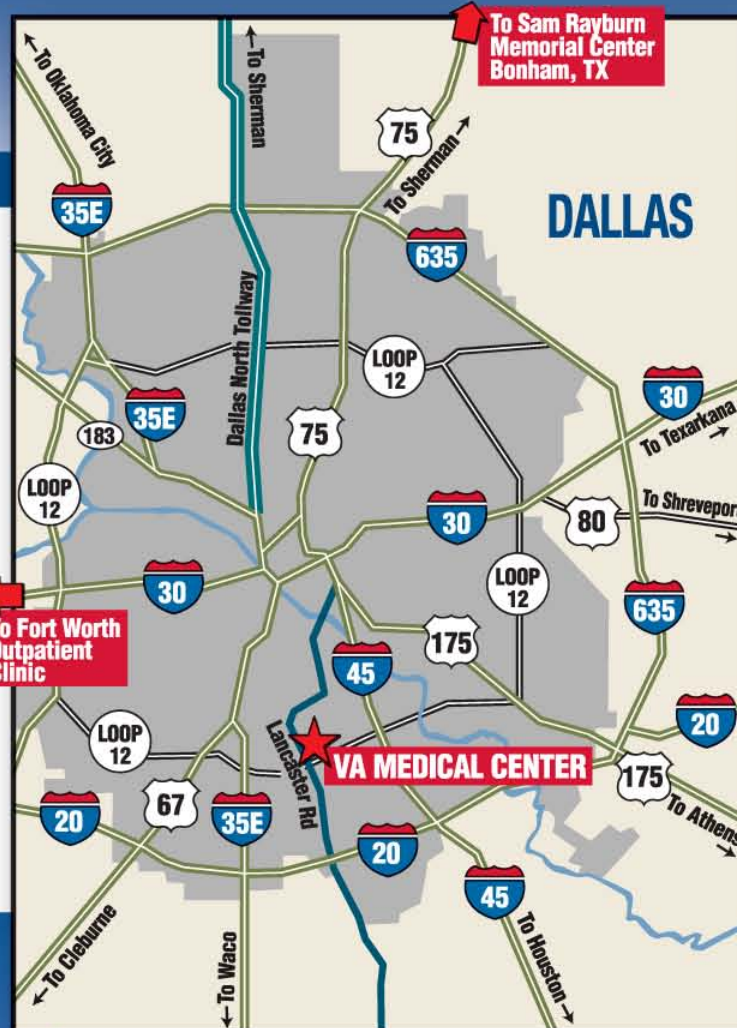 To Sam Rayburn
Memorial Center
Bonham, TX
To Oklahoma City
To Sherman
75
To Sherman
DALLAS
35E
635
Dallas North Tollway
LOOP
12
30
35E
75
183
To Texarkana
LOOP
12
30
80
To Shreveport
30
LOOP
12
635
To Fort Worth
Outpatient
Clinic
175
45
20
LOOP
12
Lancaster Rd
VA MEDICAL CENTER
175
67
20
35E
20
To Athens
45
To Cleburne
To Waco
To Houston